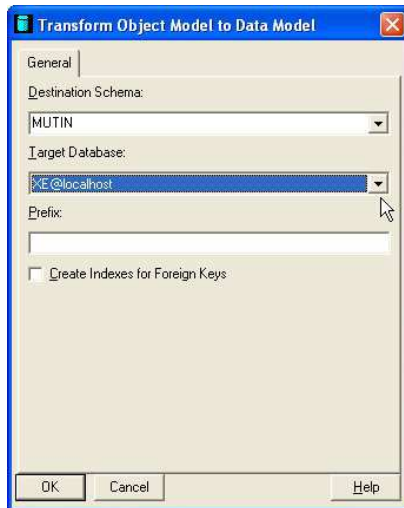 Transform Object Model to Data Model
General
Destination Schema:
MUTIN
Target Database:
XE@localhost
Prefix:
Create Indexes for Foreign Keys
OK Cancel Help